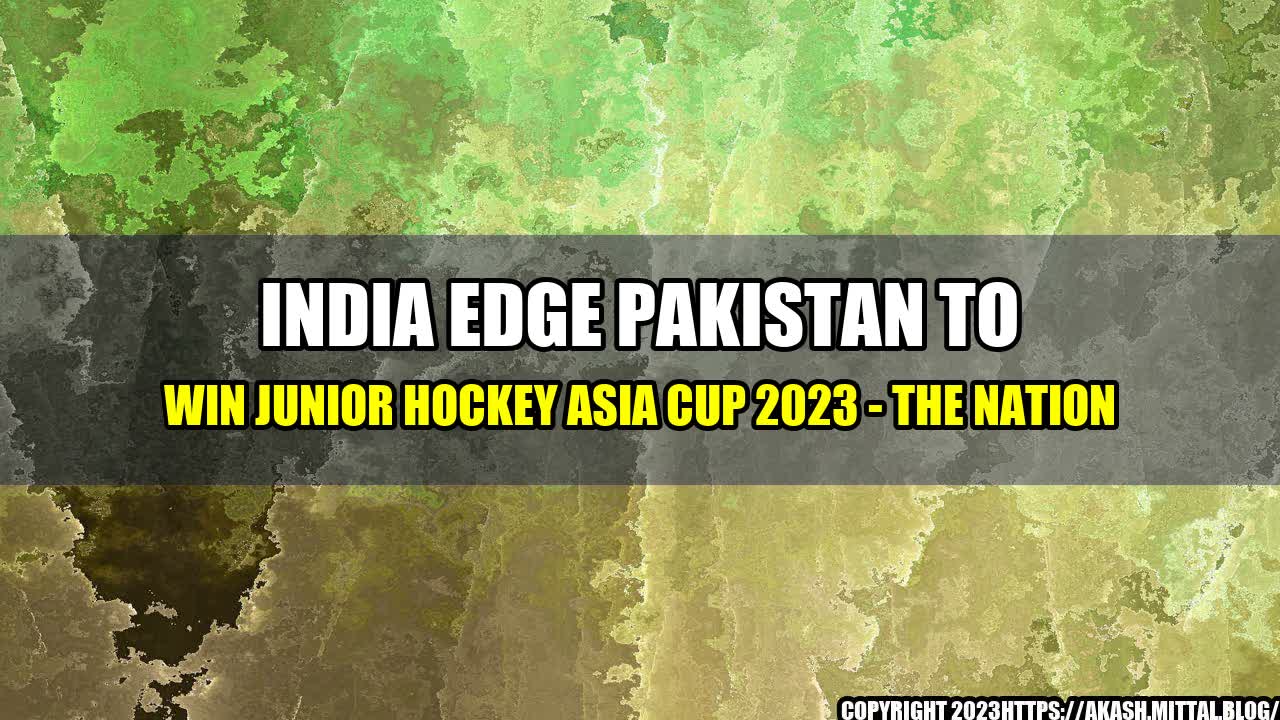 INDIA EDGE PAKISTAN TO
WIN JUNIOR HOCKEY ASIA CUP 2023 - THE NATION
COPYRIGHT 2023HTTPS://AKASH.MITTAL.BLOG/